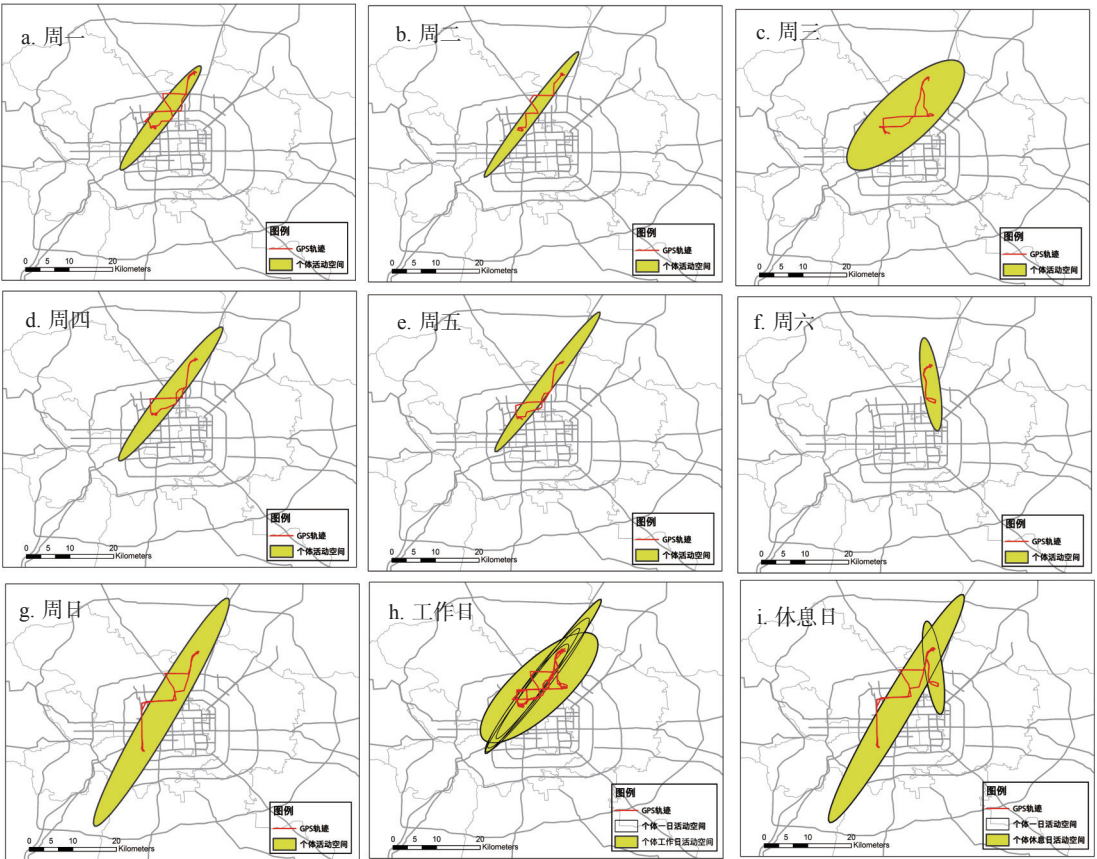 a. 周一
图例
GPS轨迹
个体活动空间
0 5 10 20
Kilometers
b. 周二
图例
GPS轨迹
个体活动空间
0 5 10 20
Kilometers
c. 周三
图例
GPS轨迹
个体活动空间
0 5 10 20
Kilometers
d. 周四
图例
GPS轨迹
个体活动空间
0 5 10 20
Kilometers
e. 周五
图例
GPS轨迹
个体活动空间
0 5 10 20
Kilometers
f. 周六
图例
GPS轨迹
个体活动空间
0 5 10 20
Kilometers
g. 周日
图例
GPS轨迹
个体活动空间
0 5 10 20
Kilometers
h. 工作日
图例
GPS轨迹
个体一日活动空间
个体工作日活动空间
0 5 10 20
Kilometers
i. 休息日
图例
GPS轨迹
个体一日活动空间
个体休息日活动空间
0 5 10 20
Kilometers